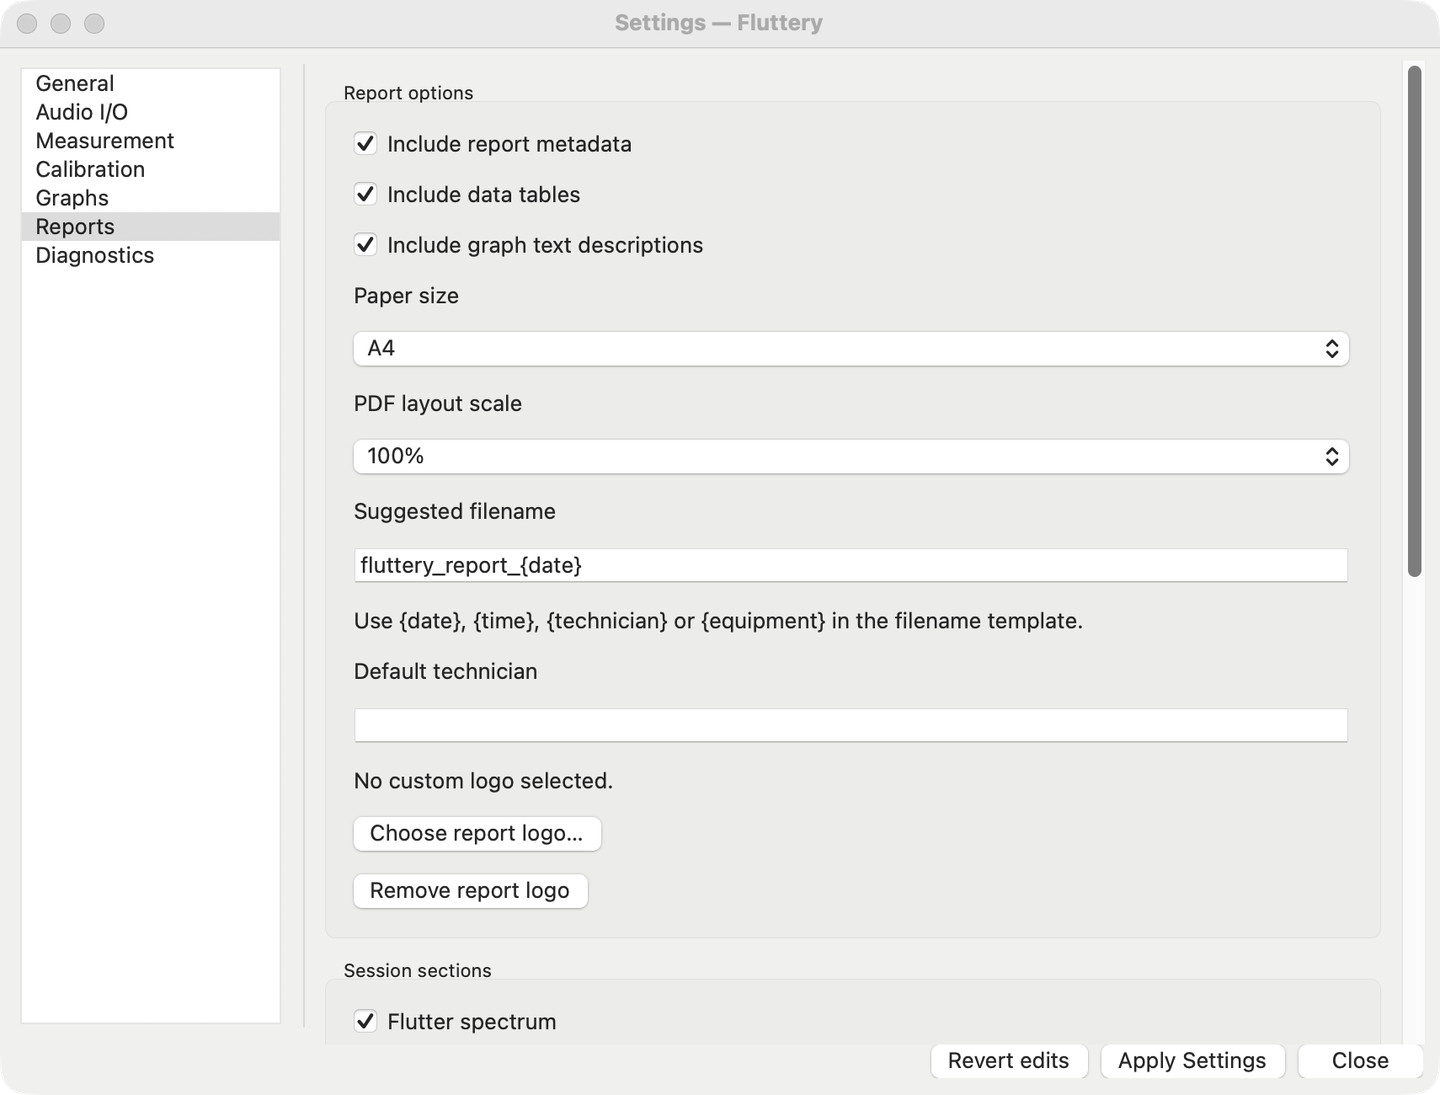 Settings — Fluttery
General
Audio I/O
Measurement
Calibration
Graphs
Reports
Diagnostics
Report options
Include report metadata
Include data tables
Include graph text descriptions
Paper size
A4
PDF layout scale
100%
Suggested filename
fluttery_report_{date}
Use {date}, {time}, {technician} or {equipment} in the filename template.
Default technician
No custom logo selected.
Choose report logo...
Remove report logo
Session sections
Flutter spectrum
Revert edits
Apply Settings
Close